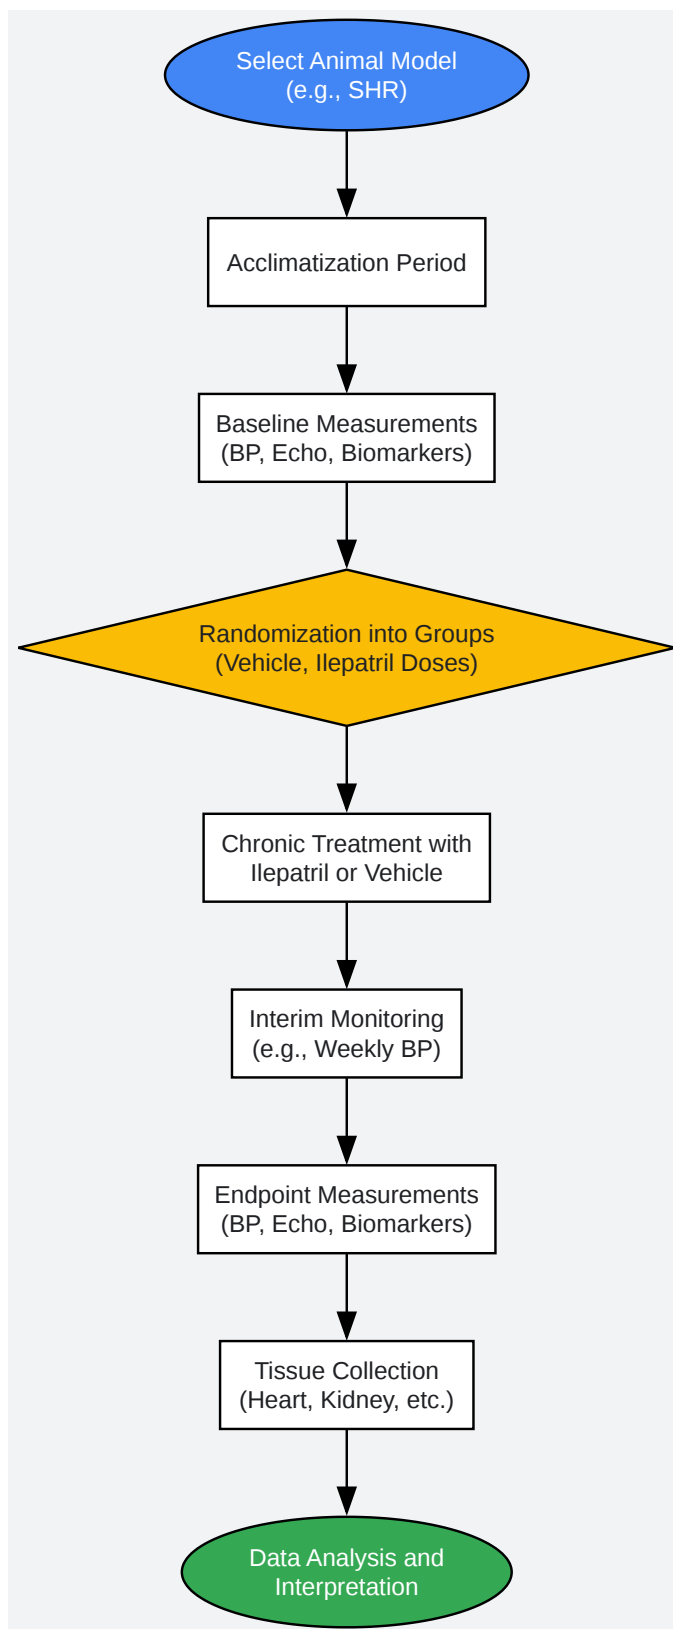 Select Animal Model
(e.g., SHR)
Acclimatization Period
Baseline Measurements
(BP, Echo, Biomarkers)
Randomization into Groups
(Vehicle, Ilepatril Doses)
Chronic Treatment with
Ilepatril or Vehicle
Interim Monitoring
(e.g., Weekly BP)
Endpoint Measurements
(BP, Echo, Biomarkers)
Tissue Collection
(Heart, Kidney, etc.)
Data Analysis and
Interpretation